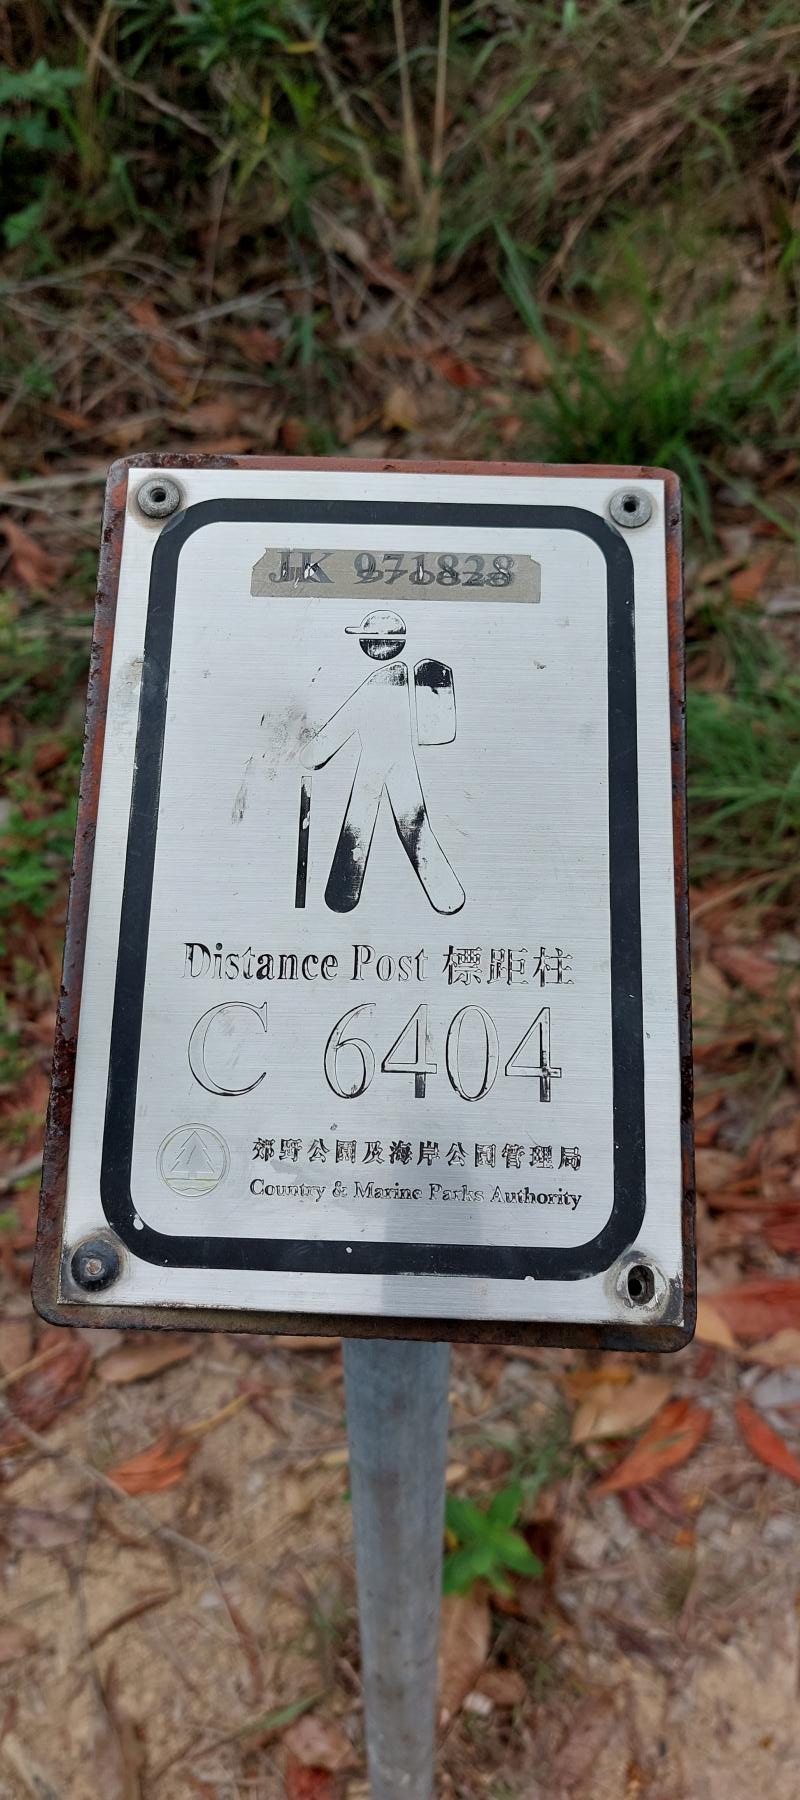 JK 971828
Distance Post 標距柱
C 6404
郊野公園及海岸公園管理局
Country & Marine Parks Authority